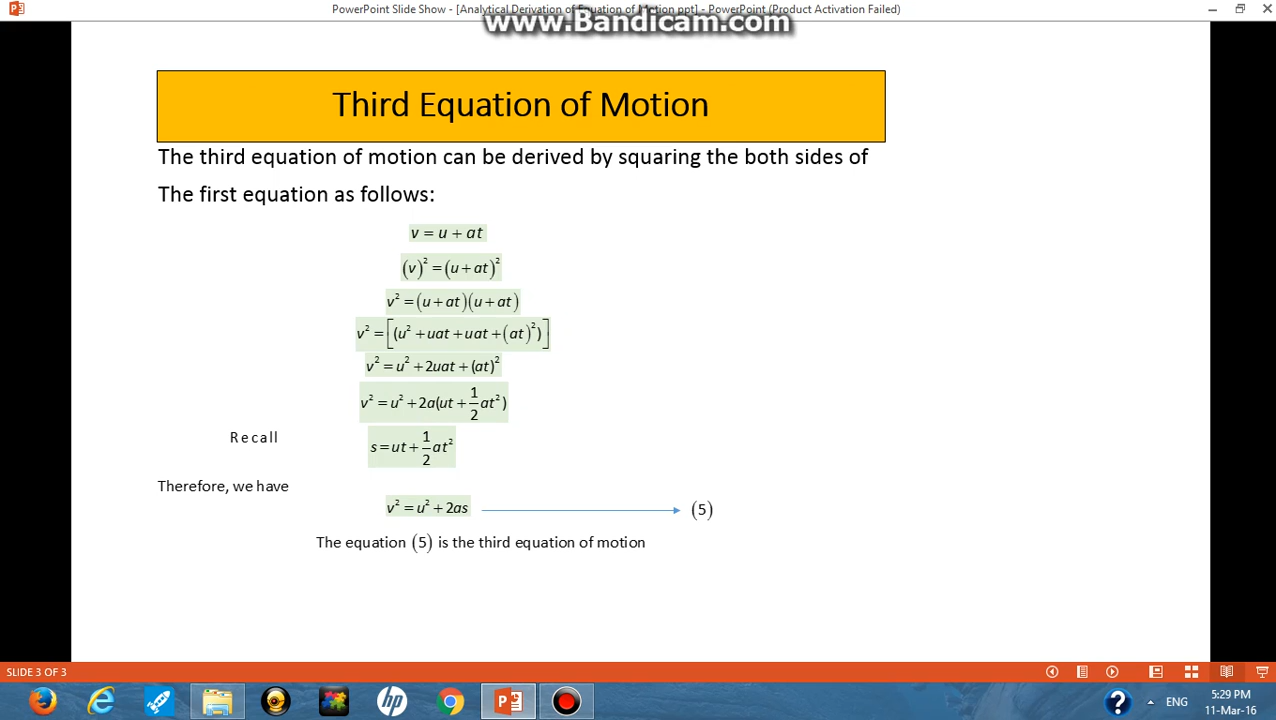 PowerPoint Slide Show - [Analytical Derivation of Equation of Motion ppt] - PowerPoint (Product Activation Failed)
www.Bandicam.com
Third Equation of Motion
The third equation of motion can be derived by squaring the both sides of
The first equation as follows:
v = u + at
(v)² = (u + at)²
v² = (u + at)(u + at)
v² = [(u² + uat + uat + (at)²)]
v² = u² + 2uat + (at)²
v² = u² + 2a(ut + 1/2 at²)
Recall s = ut + 1/2 at²
Therefore, we have
v² = u² + 2as (5)
The equation (5) is the third equation of motion
SLIDE 3 OF 3
hp
ENG
5:29 PM
11-Mar-16